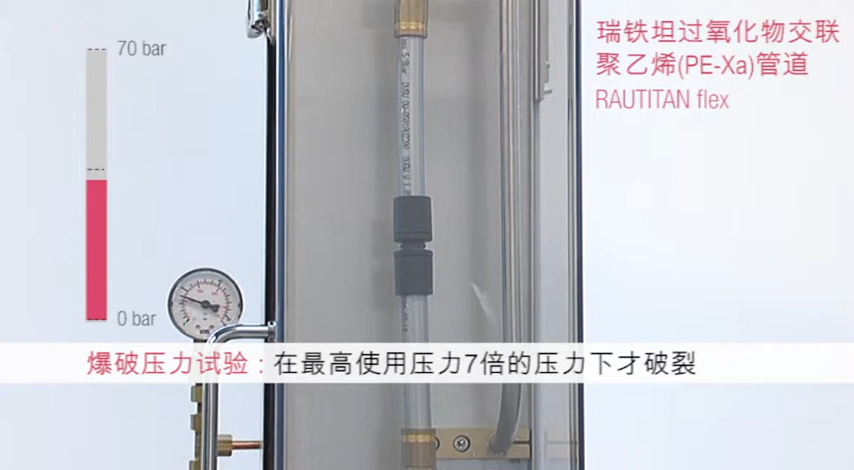 70 bar
瑞铁坦过氧化物交联
聚乙烯(PE-Xa)管道
RAUTITAN flex
0 bar
爆破压力试验 : 在最高使用压力7倍的压力下才破裂